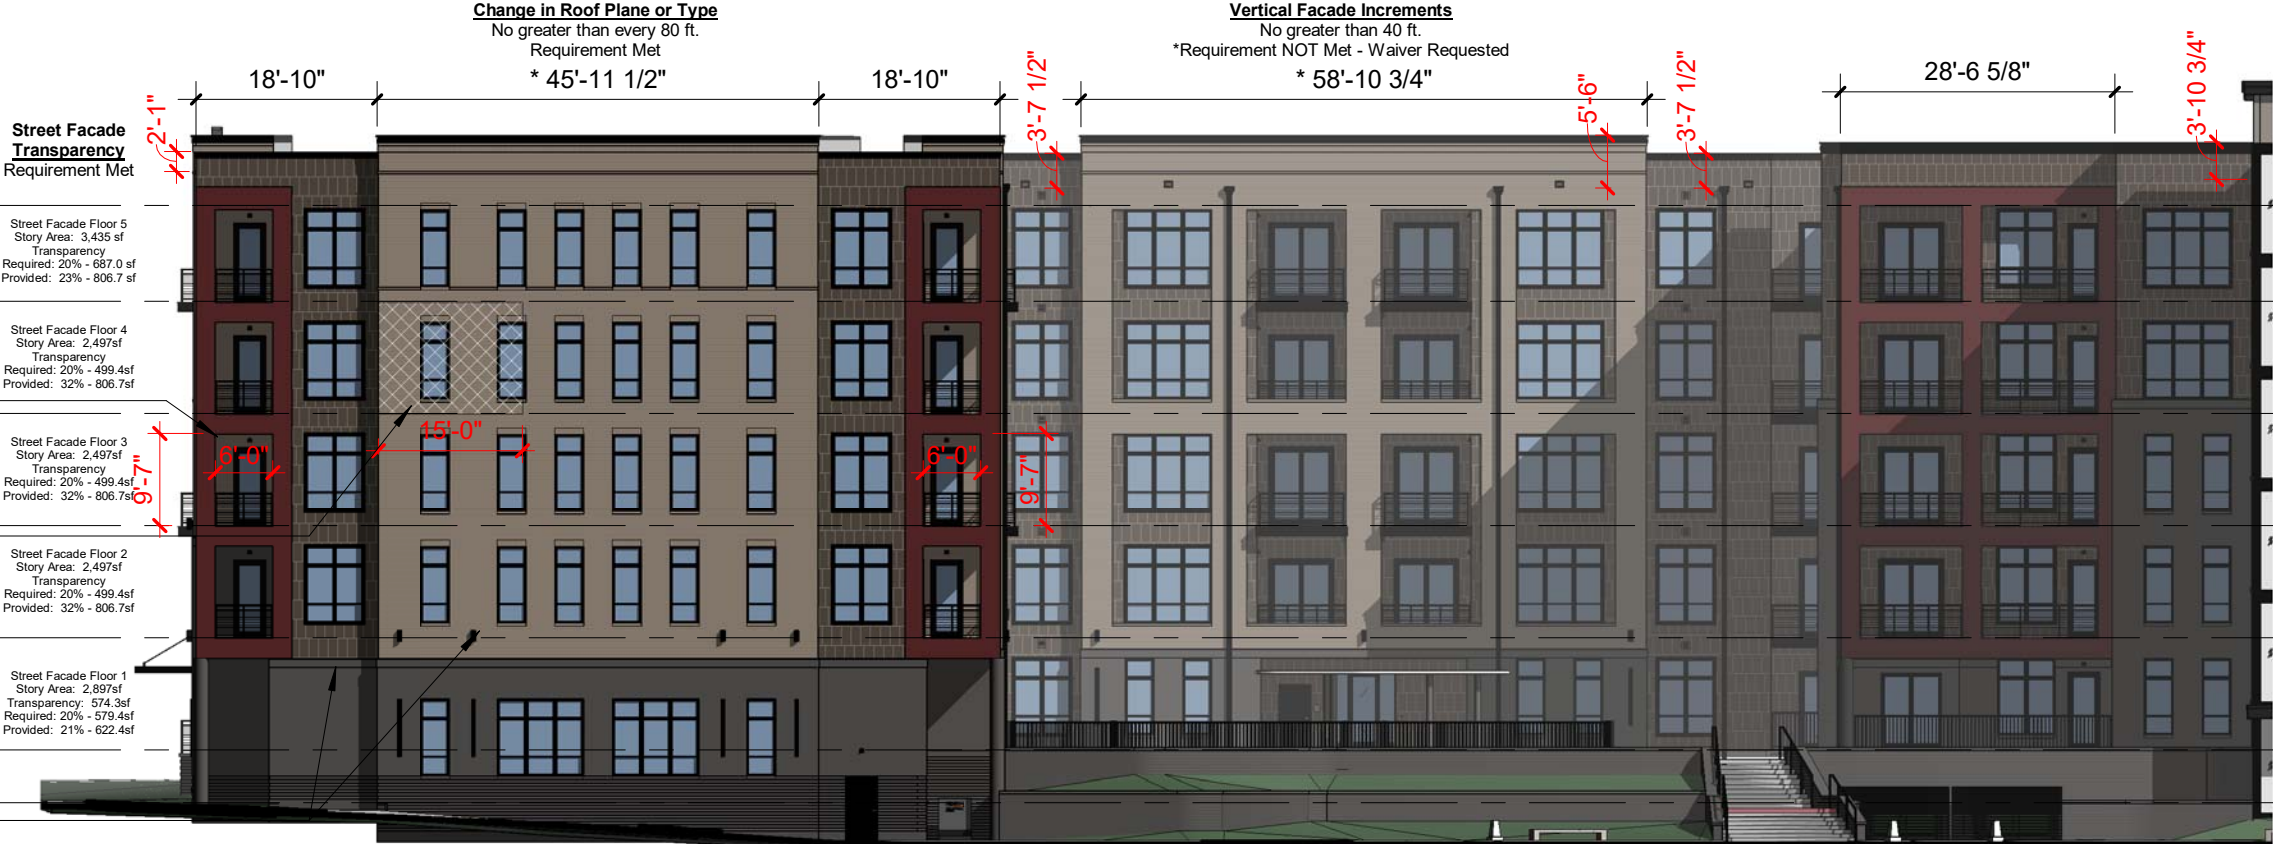 Change in Roof Plane or Type
No greater than every 80 ft.
Requirement Met
Vertical Facade Increments
No greater than 40 ft.
*Requirement NOT Met - Waiver Requested
18'-10"
* 45'-11 1/2"
18'-10"
3'-7 1/2"
* 58'-10 3/4"
5'-6"
3'-7 1/2"
28'-6 5/8"
3'-10 3/4"
2'-1"
Street Facade
Transparency
Requirement Met
Street Facade Floor 5
Story Area: 3,435 sf
Transparency
Required: 20% - 687.0 sf
Provided: 23% - 806.7 sf
Street Facade Floor 4
Story Area: 2,497sf
Transparency
Required: 20% - 499.4sf
Provided: 32% - 806.7sf
15'-0"
Street Facade Floor 3
Story Area: 2,497sf
Transparency
Required: 20% - 499.4sf
Provided: 32% - 806.7sf
9'-7"
6'-0"
6'-0"
9'-7"
Street Facade Floor 2
Story Area: 2,497sf
Transparency
Required: 20% - 499.4sf
Provided: 32% - 806.7sf
Street Facade Floor 1
Story Area: 2,897sf
Transparency: 574.3sf
Required: 20% - 579.4sf
Provided: 21% - 622.4sf